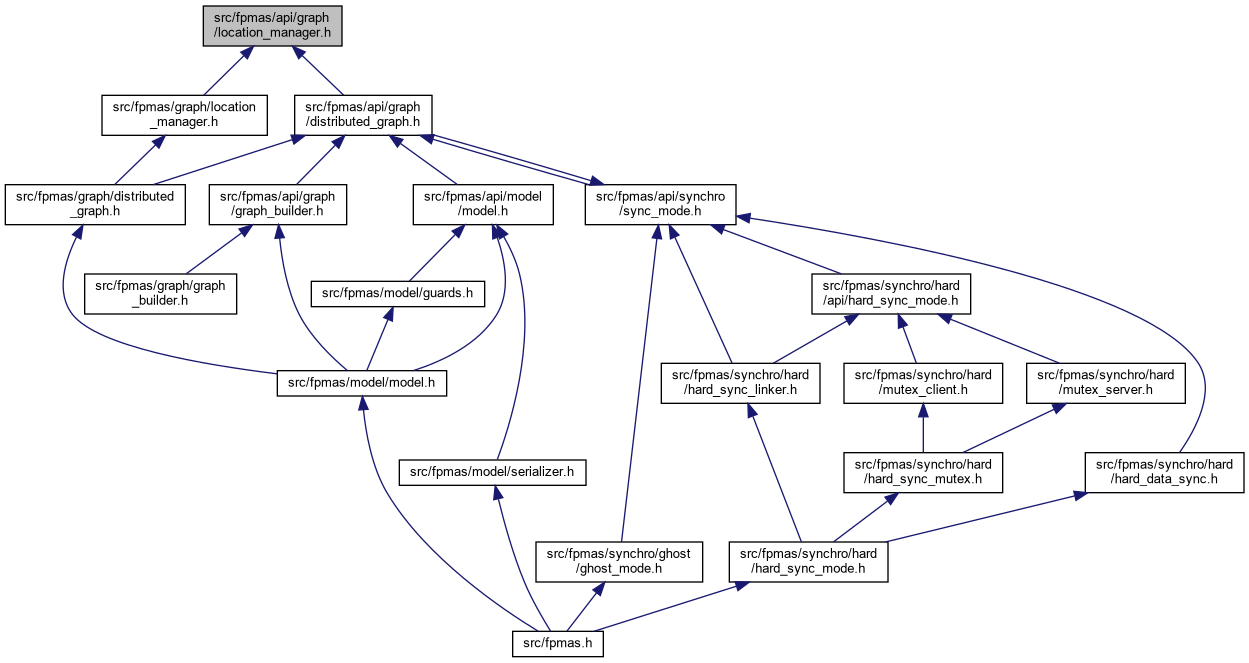 src/fpmas/api/graph
/location_manager.h
src/fpmas/graph/location
_manager.h
src/fpmas/api/graph
/distributed_graph.h
src/fpmas/graph/distributed
_graph.h
src/fpmas/api/graph
/graph_builder.h
src/fpmas/api/model
/model.h
src/fpmas/api/synchro
/sync_mode.h
src/fpmas/graph/graph
_builder.h
src/fpmas/model/guards.h
src/fpmas/synchro/hard
/api/hard_sync_mode.h
src/fpmas/model/model.h
src/fpmas/synchro/hard
/hard_sync_linker.h
src/fpmas/synchro/hard
/mutex_client.h
src/fpmas/synchro/hard
/mutex_server.h
src/fpmas/model/serializer.h
src/fpmas/synchro/hard
/hard_sync_mutex.h
src/fpmas/synchro/hard
/hard_data_sync.h
src/fpmas/synchro/ghost
/ghost_mode.h
src/fpmas/synchro/hard
/hard_sync_mode.h
src/fpmas.h